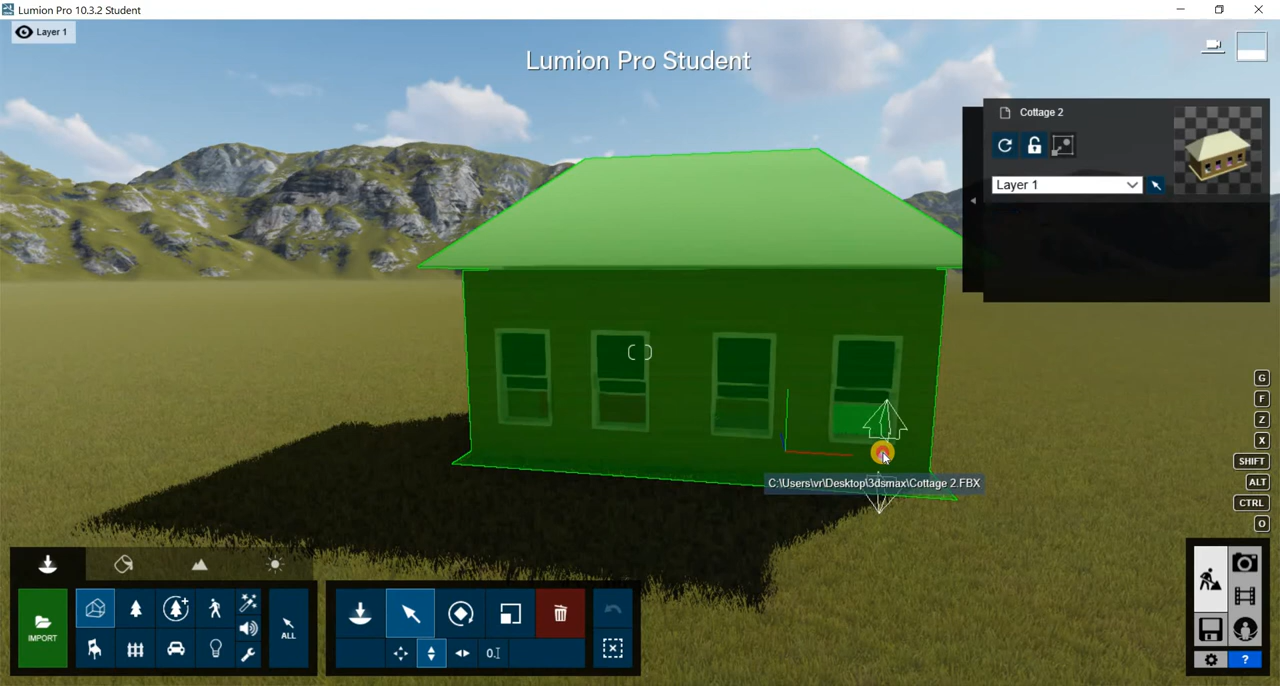 Lumion Pro 10.3.2 Student
Layer 1
Lumion Pro Student
Cottage 2
Layer 1
G
F
Z
X
SHIFT
ALT
CTRL
O
C:\Users\vr\Desktop\3dsmax\Cottage 2.FBX
IMPORT
ALL
0.
?